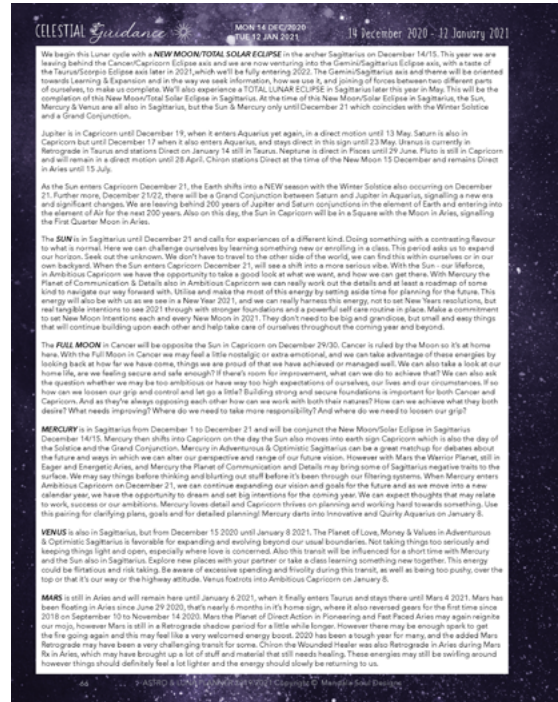 CELESTIAL Guidance
MON 14 DEC/2020
TUE 12 JAN 2021
14 December 2020 - 12 January 2021
We begin this Lunar cycle with a NEW MOON/TOTAL SOLAR ECLIPSE in the archer Sagittarius on December 14/15. This year we are
leaving behind the Cancer/Capricorn Eclipse axis and we are now venturing into the Gemini/Sagittarius Eclipse axis, with a taste of
the Taurus/Scorpio Eclipse axis later in 2021, which we'll be fully entering 2022. The Gemini/Sagittarius axis and theme will be oriented
towards Learning & Expansion and in the way we seek information, how we use it, and joining of forces between two different parts
of ourselves, to make us complete. We'll also experience a TOTAL LUNAR ECLIPSE in Sagittarius later this year in May. This will be the
completion of this New Moon/Total Solar Eclipse in Sagittarius. At the time of this New Moon/Solar Eclipse in Sagittarius, the Sun,
Mercury & Venus are all also in Sagittarius, but the Sun & Mercury only until December 21 which coincides with the Winter Solstice
and a Grand Conjunction.
Jupiter is in Capricorn until December 19, when it enters Aquarius yet again, in a direct motion until 13 May. Saturn is also in
Capricorn but until December 17 when it also enters Aquarius, and stays direct in this sign until 23 May. Uranus is currently in
Retrograde in Taurus and stations Direct on January 14 still in Taurus. Neptune is direct in Pisces until 29 June. Pluto is still in Capricorn
and will remain in a direct motion until 28 April. Chiron stations Direct at the time of the New Moon 15 December and remains Direct
in Aries until 15 July.
As the Sun enters Capricorn December 21, the Earth shifts into a NEW season with the Winter Solstice also occurring on December
21. Further more, December 21/22, there will be a Grand Conjunction between Saturn and Jupiter in Aquarius, signalling a new era
and significant changes. We are leaving behind 200 years of Jupiter and Saturn conjunctions in the element of Earth and entering into
the element of Air for the next 200 years. Also on this day, the Sun in Capricorn will be in a Square with the Moon in Aries, signalling
the First Quarter Moon in Aries.
The SUN is in Sagittarius until December 21 and calls for experiences of a different kind. Doing something with a contrasting flavour
to what is normal. Here we can challenge ourselves by learning something new or enrolling in a class. This period asks us to expand
our horizon. Seek out the unknown. We don't have to travel to the other side of the world, we can find this within ourselves or in our
own backyard. When the Sun enters Capricorn December 21, will see a shift into a more serious vibe. With the Sun - our lifeforce,
in Ambitious Capricorn we have the opportunity to take a good look at what we want, and how we can get there. With Mercury the
Planet of Communication & Details also in Ambitious Capricorn we can really work out the details and at least a roadmap of some
kind to navigate our way forward with. Utilise and make the most of this energy by setting aside time for planning for the future. This
energy will also be with us as we see in a New Year 2021, and we can really harness this energy, not to set New Years resolutions, but
real tangible intentions to see 2021 through with stronger foundations and a powerful self care routine in place. Make a commitment
to set New Moon Intentions each and every New Moon in 2021. They don't need to be big and grandiose, but small and easy things
that will continue building upon each other and help take care of ourselves throughout the coming year and beyond.
The FULL MOON in Cancer will be opposite the Sun in Capricorn on December 29/30. Cancer is ruled by the Moon so it's at home
here. With the Full Moon in Cancer we may feel a little nostalgic or extra emotional, and we can take advantage of these energies by
looking back at how far we have come, things we are proud of that we have achieved or managed well. We can also take a look at our
home life, are we feeling secure and safe enough? If there's room for improvement, what can we do to achieve that? We can also ask
the question whether we may be too ambitious or have way too high expectations of ourselves, our lives and our circumstances. If so
how can we loosen our grip and control and let go a little? Building strong and secure foundations is important for both Cancer and
Capricorn. And as they're always opposing each other how can we work with both their natures? How can we achieve what they both
desire? What needs improving? Where do we need to take more responsibility? And where do we need to loosen our grip?
MERCURY is in Sagittarius from December 1 to December 21 and will be conjunct the New Moon/Solar Eclipse in Sagittarius
December 14/15. Mercury then shifts into Capricorn on the day the Sun also moves into earth sign Capricorn which is also the day of
the Solstice and the Grand Conjunction. Mercury in Adventurous & Optimistic Sagittarius can be a great matchup for debates about
the future and ways in which we can alter our perspective and range of our future vision. However with Mars the Warrior Planet, still in
Eager and Energetic Aries, and Mercury the Planet of Communication and Details may bring some of Sagittarius negative traits to the
surface. We may say things before thinking and blurting out stuff before it's been through our filtering systems. When Mercury enters
Ambitious Capricorn on December 21, we can continue expanding our vision and goals for the future and as we move into a new
calendar year, we have the opportunity to dream and set big intentions for the coming year. We can expect thoughts that may relate
to work, success or our ambitions. Mercury loves detail and Capricorn thrives on planning and working hard towards something. Use
this pairing for clarifying plans, goals and for detailed planning! Mercury darts into Innovative and Quirky Aquarius on January 8.
VENUS is also in Sagittarius, but from December 15 2020 until January 8 2021. The Planet of Love, Money & Values in Adventurous
& Optimistic Sagittarius is favorable for expanding and evolving beyond our usual boundaries. Not taking things too seriously and
keeping things light and open, especially where love is concerned. Also this transit will be influenced for a short time with Mercury
and the Sun also in Sagittarius. Explore new places with your partner or take a class learning something new together. This energy
could be flirtatious and risk taking. Be aware of excessive spending and frivolity during this transit, as well as being too pushy, over the
top or that it's our way or the highway attitude. Venus foxtrots into Ambitious Capricorn on January 8.
MARS is still in Aries and will remain here until January 6 2021, when it finally enters Taurus and stays there until Mars 4 2021. Mars has
been floating in Aries since June 29 2020, that's nearly 6 months in it's home sign, where it also reversed gears for the first time since
2018 on September 10 to November 14 2020. Mars the Planet of Direct Action in Pioneering and Fast Paced Aries may again reignite
our mojo, however Mars is still in a Retrograde shadow period for a little while longer. However there may be enough spark to get
the fire going again and this may feel like a very welcomed energy boost. 2020 has been a tough year for many, and the added Mars
Retrograde may have been a very challenging transit for some. Chiron the Wounded Healer was also Retrograde in Aries during Mars
Rx in Aries, which may have brought up a lot of stuff and material that still needs healing. These energies may still be swirling around
however things should definitely feel a lot lighter and the energy should slowly be returning to us.